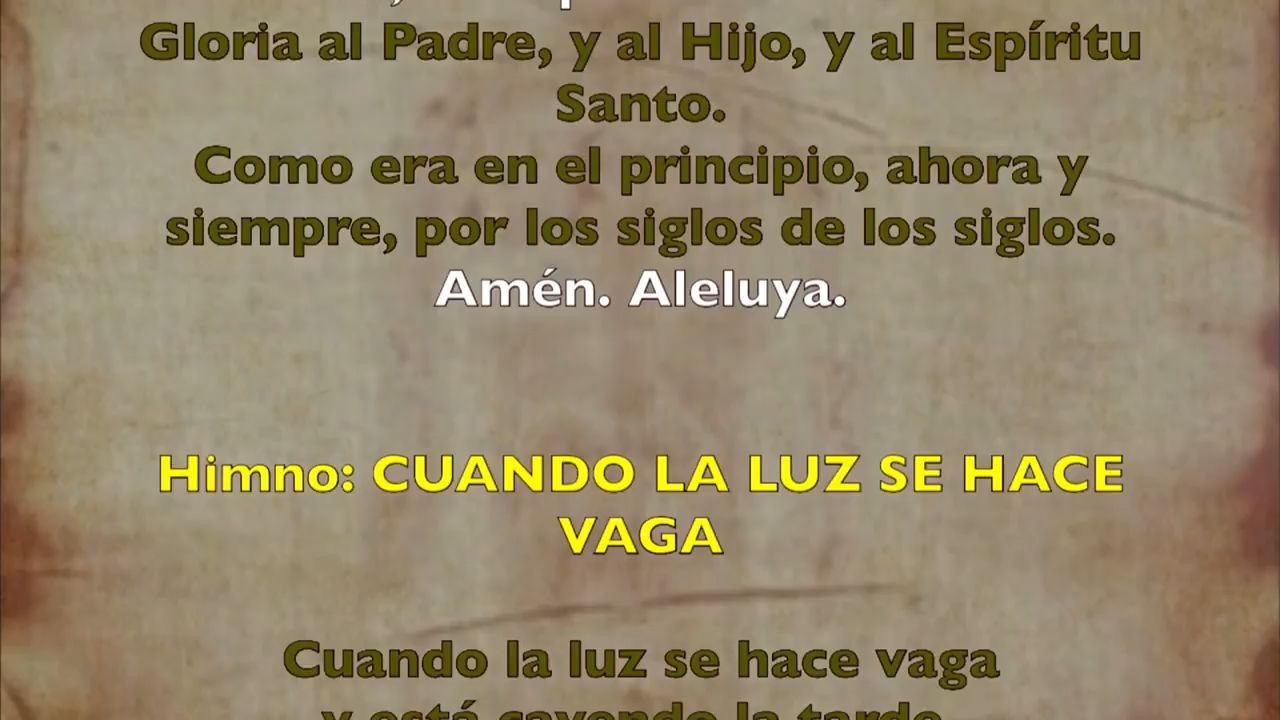 Gloria al Padre, y al Hijo, y al Espíritu
Santo.
Como era en el principio, ahora y
siempre, por los siglos de los siglos.
Amén. Aleluya.
Himno: CUANDO LA LUZ SE HACE
VAGA
Cuando la luz se hace vaga
y está cayendo la tarde